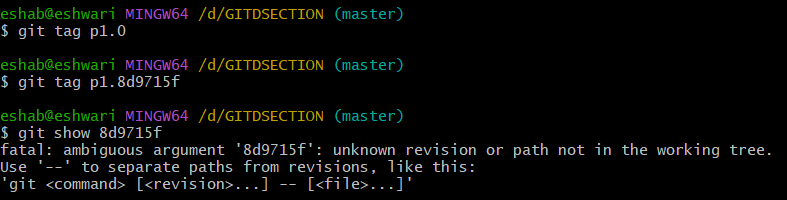 eshab@eshwari MINGW64 /d/GITDSECTION (master)
$ git tag p1.0
eshab@eshwari MINGW64 /d/GITDSECTION (master)
$ git tag p1.8d9715f
eshab@eshwari MINGW64 /d/GITDSECTION (master)
$ git show 8d9715f
fatal: ambiguous argument '8d9715f': unknown revision or path not in the working tree.
Use '--' to separate paths from revisions, like this:
'git <command> [<revision>...] -- [<file>...]'